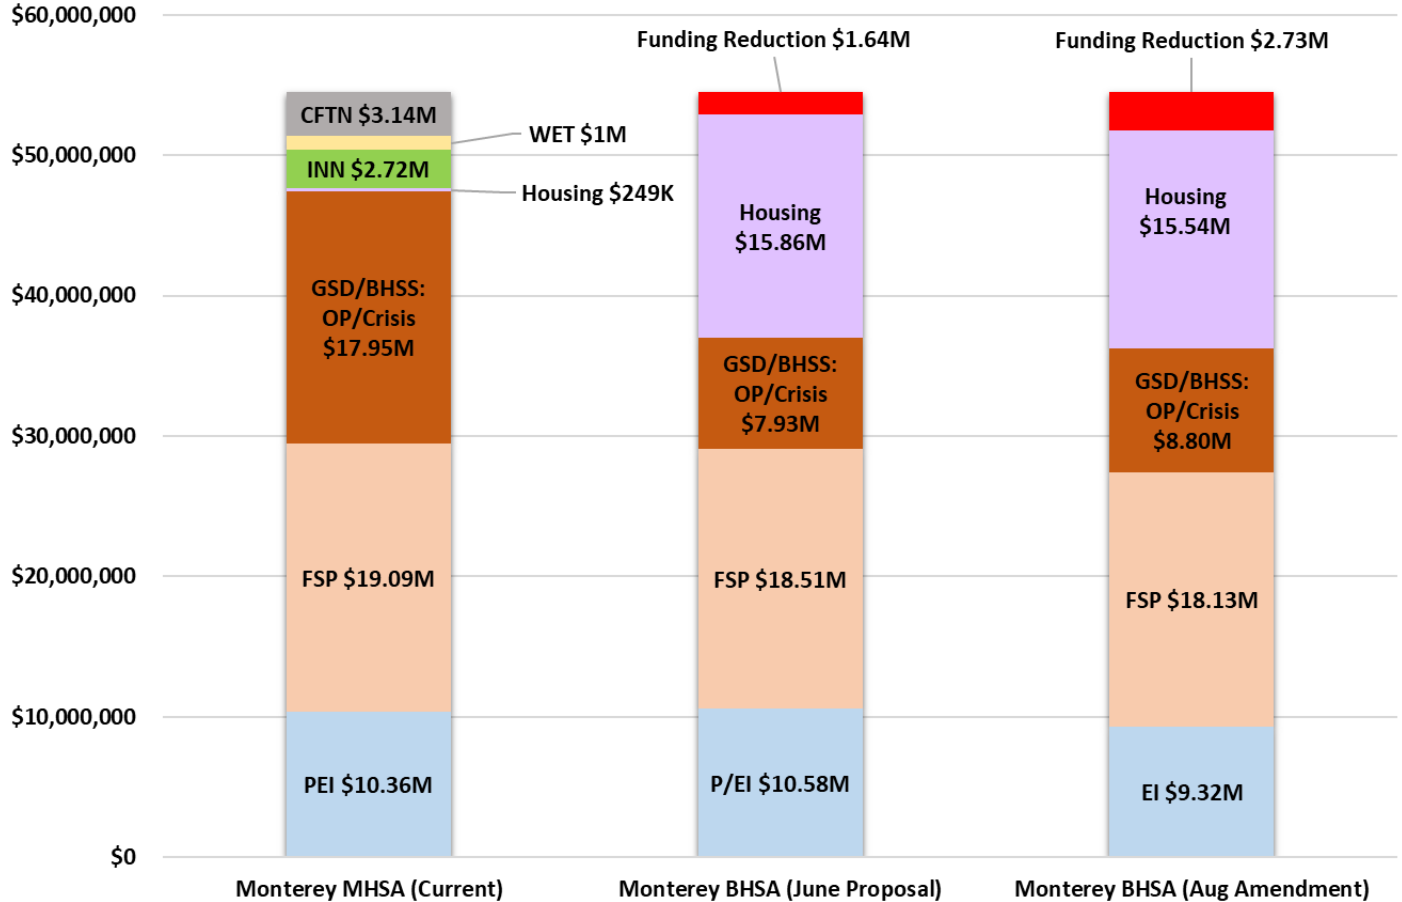 $60,000,000
$50,000,000
$40,000,000
$30,000,000
$20,000,000
$10,000,000
$0
CFTN $3.14M
WET $1M
INN $2.72M
Housing $249K
GSD/BHSS:
OP/Crisis
$17.95M
FSP $19.09M
PEI $10.36M
Monterey MHSA (Current)
Funding Reduction $1.64M
Housing
$15.86M
GSD/BHSS:
OP/Crisis
$7.93M
FSP $18.51M
P/EI $10.58M
Monterey BHSA (June Proposal)
Funding Reduction $2.73M
Housing
$15.54M
GSD/BHSS:
OP/Crisis
$8.80M
FSP $18.13M
EI $9.32M
Monterey BHSA (Aug Amendment)